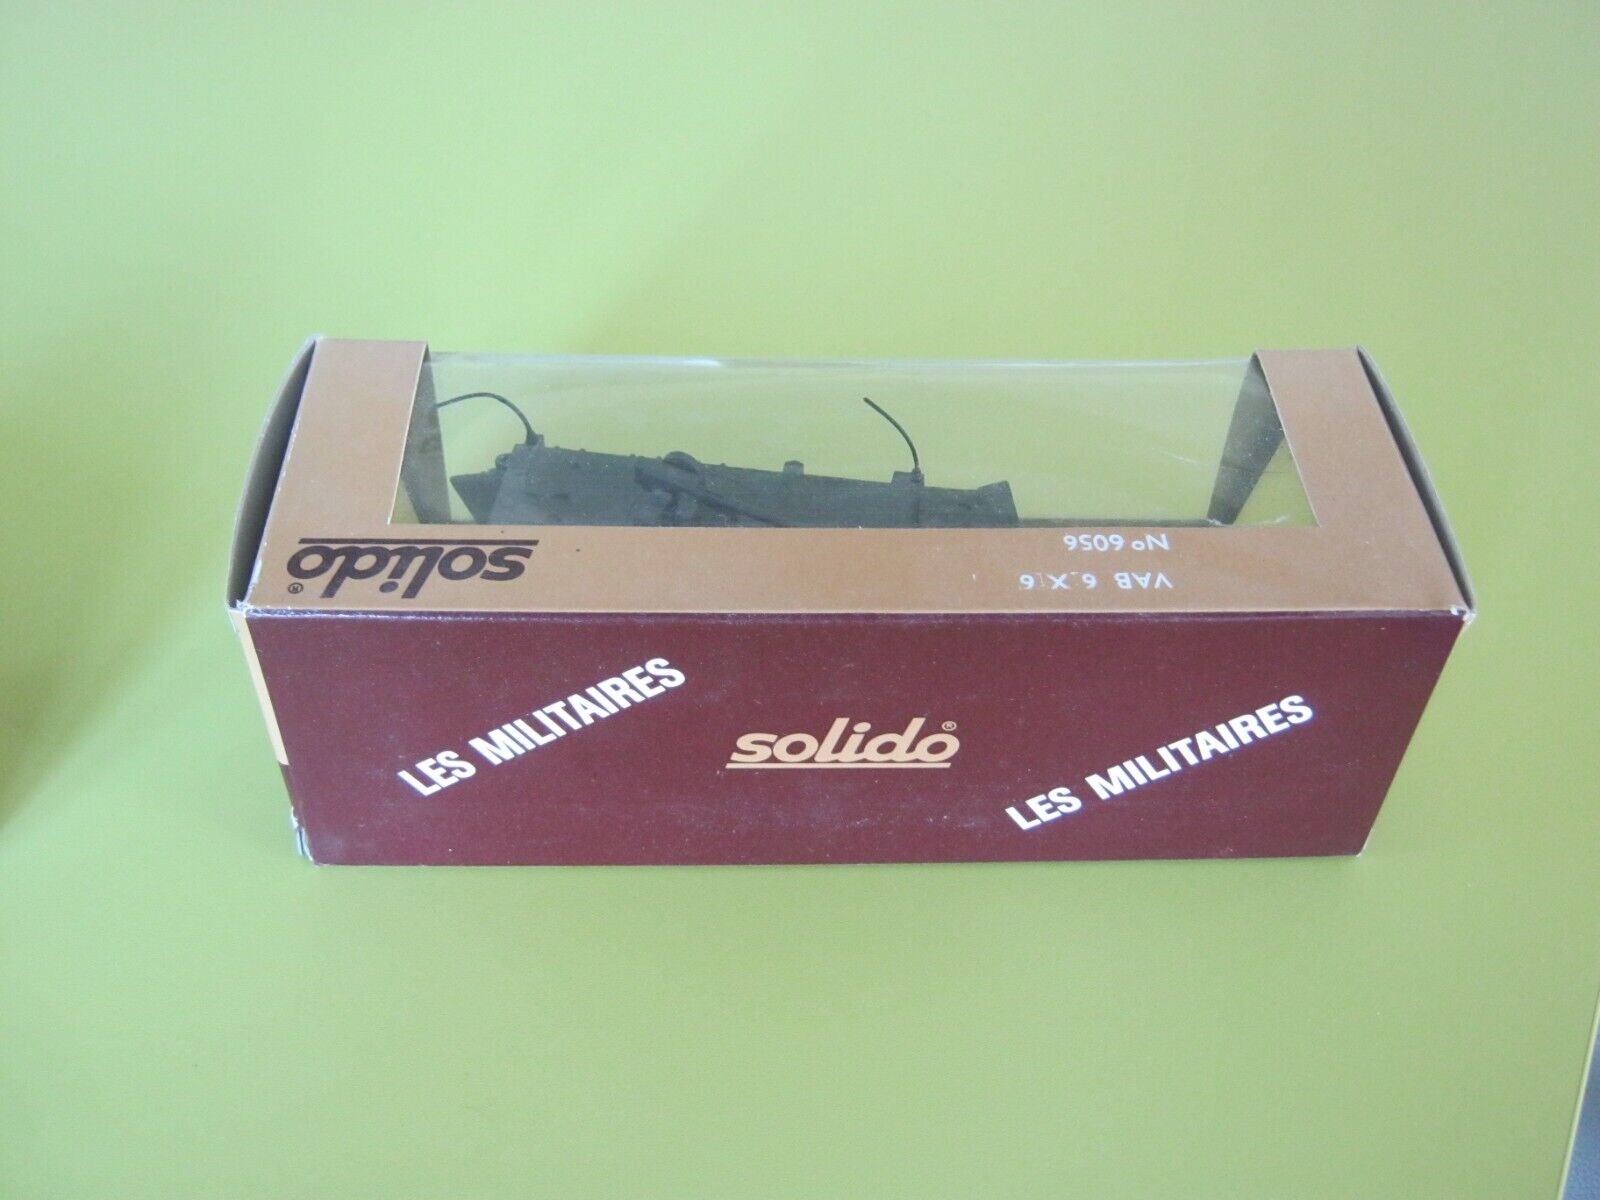 solido®
Nº 6056
VAB 6 X 6
LES MILITAIRES
solido®
LES MILITAIRES